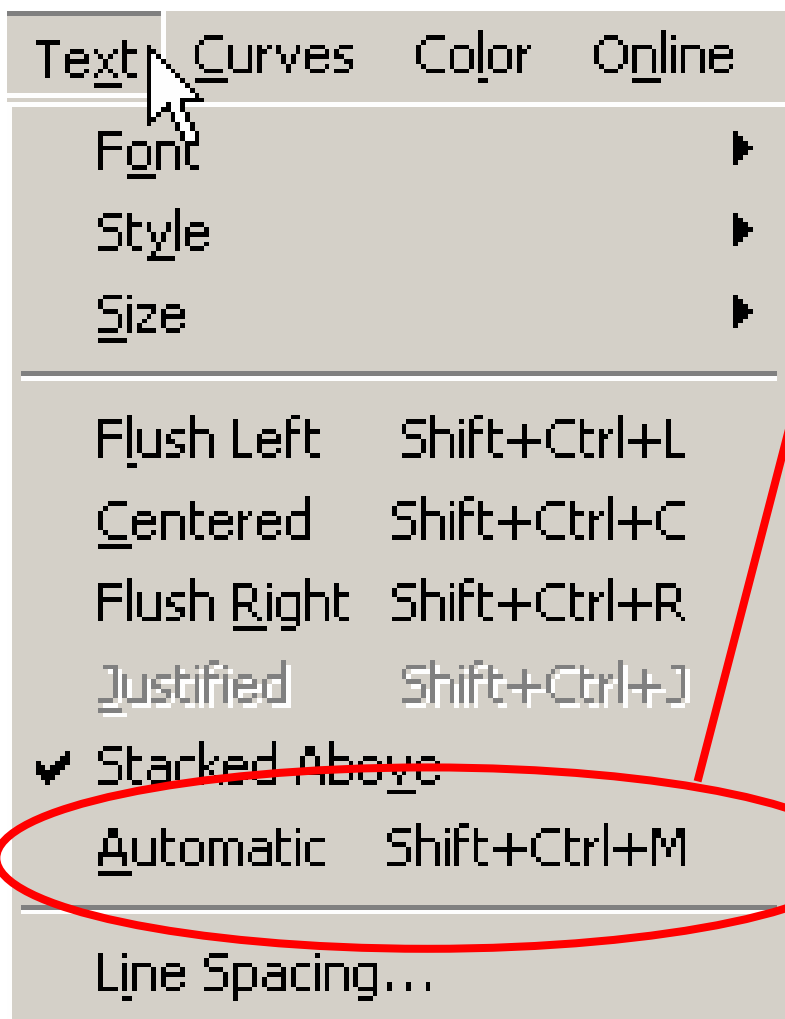 Text Curves Color Online
Font
Style
Size
Flush Left Shift+Ctrl+L
Centered Shift+Ctrl+C
Flush Right Shift+Ctrl+R
Justified Shift+Ctrl+J
Stacked Above
Automatic Shift+Ctrl+M
Line Spacing...